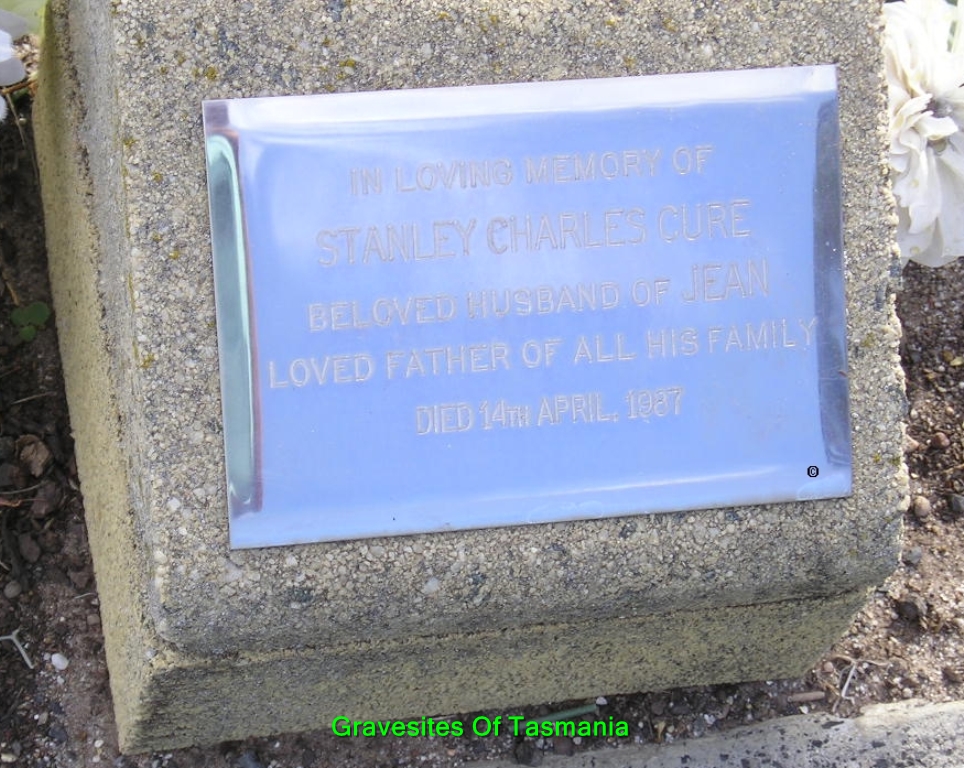 IN LOVING MEMORY OF
STANLEY CHARLES CURE
BELOVED HUSBAND OF JEAN
LOVED FATHER OF ALL HIS FAMILY
DIED 14TH APRIL, 1987
©
Gravesites Of Tasmania